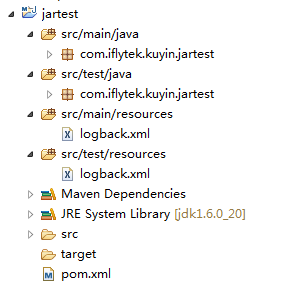 jartest
src/main/java
com.iflytek.kuyin.jartest
src/test/java
com.iflytek.kuyin.jartest
src/main/resources
logback.xml
src/test/resources
logback.xml
Maven Dependencies
JRE System Library [jdk1.6.0_20]
src
target
pom.xml